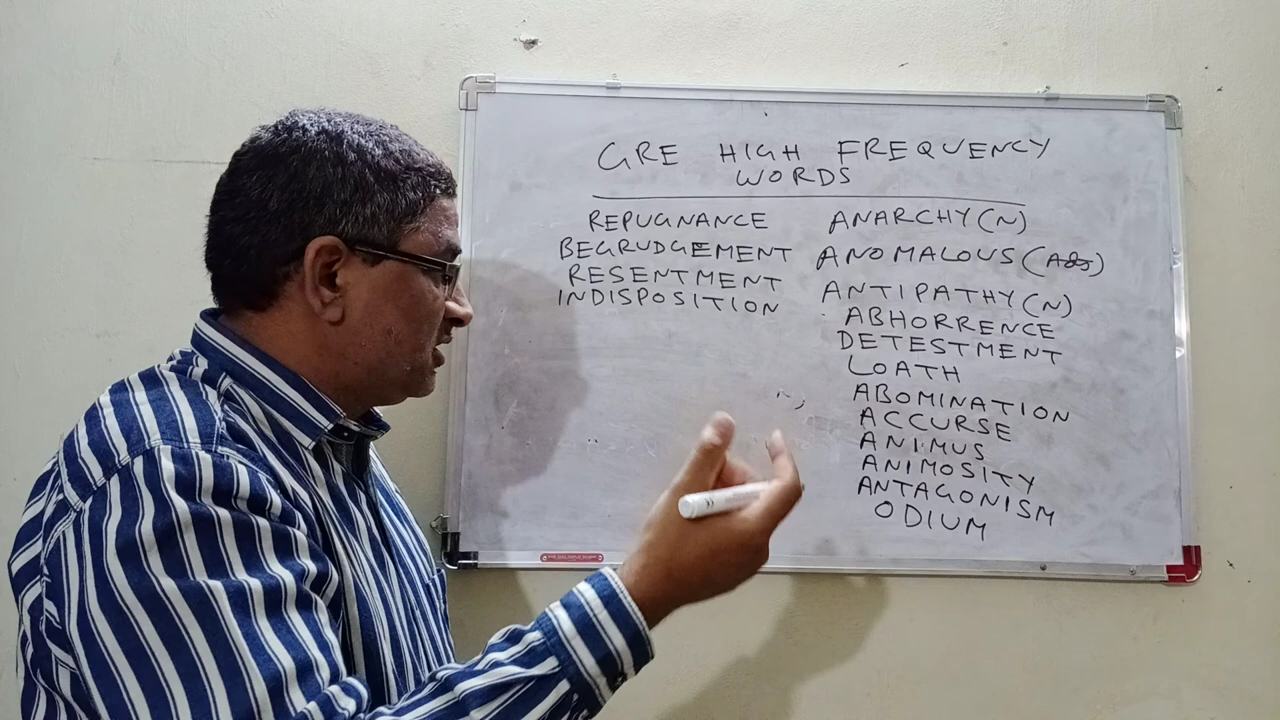 GRE HIGH FREQUENCY
WORDS
REPUGNANCE
BEGRUDGEMENT
RESENTMENT
INDISPOSITION
ANARCHY (N)
ANOMALOUS (Adj)
ANTIPATHY (N)
ABHORRENCE
DETESTMENT
LOATH
ABOMINATION
ACCURSE
ANIMUS
ANIMOSITY
ANTAGONISM
ODIUM